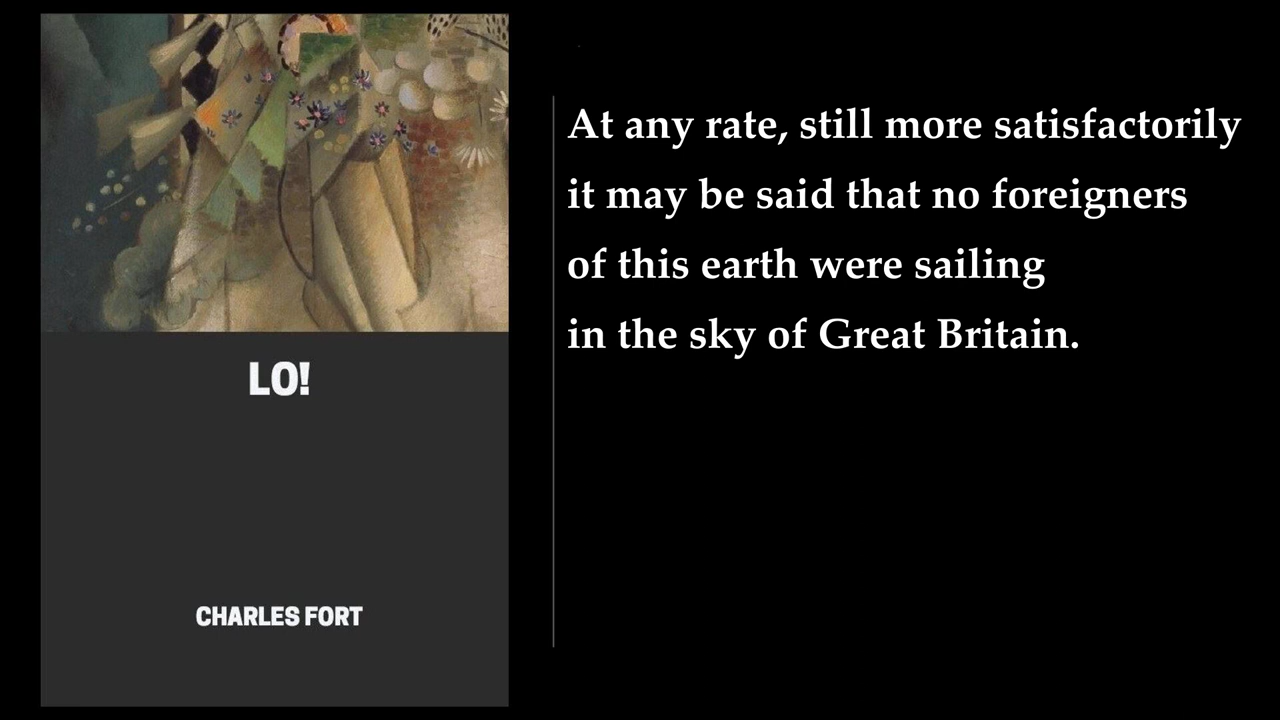 LO!
CHARLES FORT
At any rate, still more satisfactorily
it may be said that no foreigners
of this earth were sailing
in the sky of Great Britain.